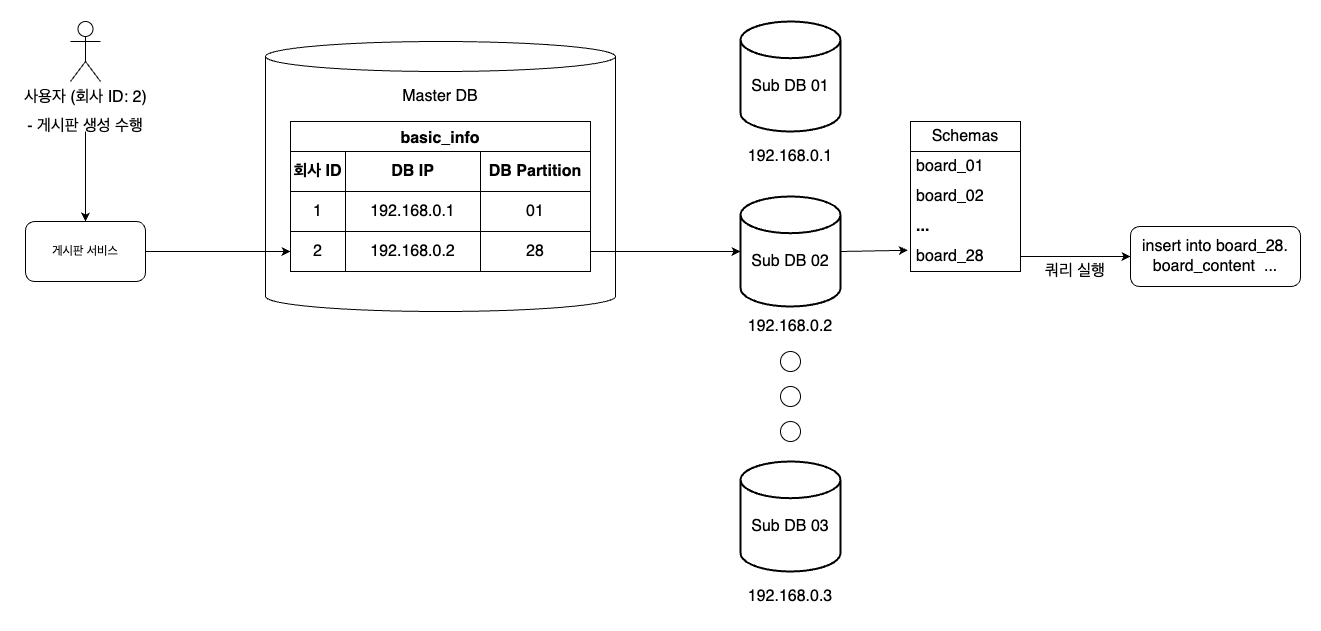 사용자 (회사 ID: 2)
- 게시판 생성 수행
게시판 서비스
Master DB
basic_info
회사 ID DB IP DB Partition
1 192.168.0.1 01
2 192.168.0.2 28
Sub DB 01
192.168.0.1
Sub DB 02
192.168.0.2
Sub DB 03
192.168.0.3
Schemas
board_01
board_02
...
board_28
쿼리 실행
insert into board_28.
board_content ...